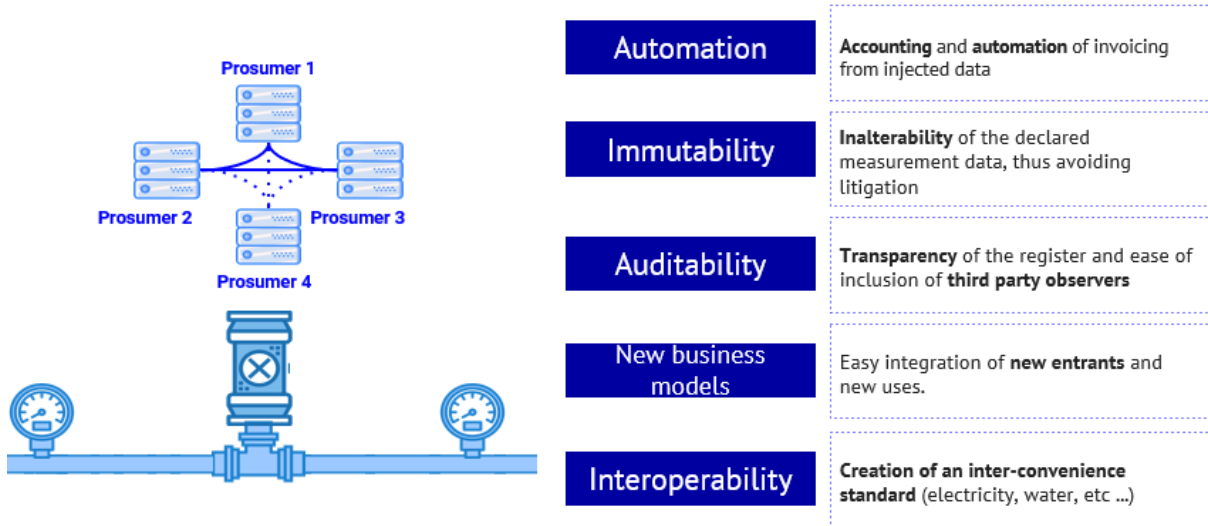 Prosumer 1
Prosumer 2
Prosumer 3
Prosumer 4
Automation
Accounting and automation of invoicing
from injected data
Immutability
Inalterability of the declared
measurement data, thus avoiding
litigation
Auditability
Transparency of the register and ease of
inclusion of third party observers
New business
models
Easy integration of new entrants and
new uses.
Interoperability
Creation of an inter-convenience
standard (electricity, water, etc ...)